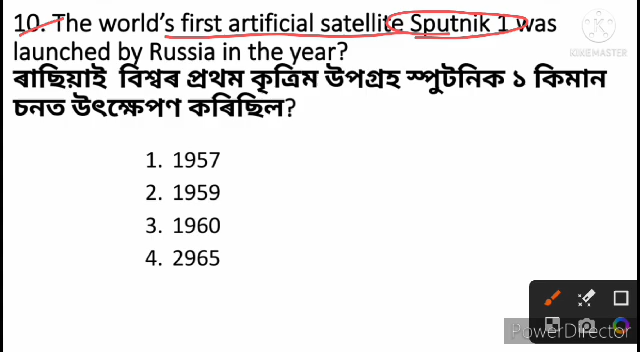 10. The world's first artificial satellite Sputnik 1 was
launched by Russia in the year?
ৰাছিয়াই বিশ্বৰ প্ৰথম কৃত্ৰিম উপগ্ৰহ স্পুটনিক ১ কিমান
চনত উৎক্ষেপণ কৰিছিল?
1. 1957
2. 1959
3. 1960
4. 2965
KINEMASTER
PowerDirector